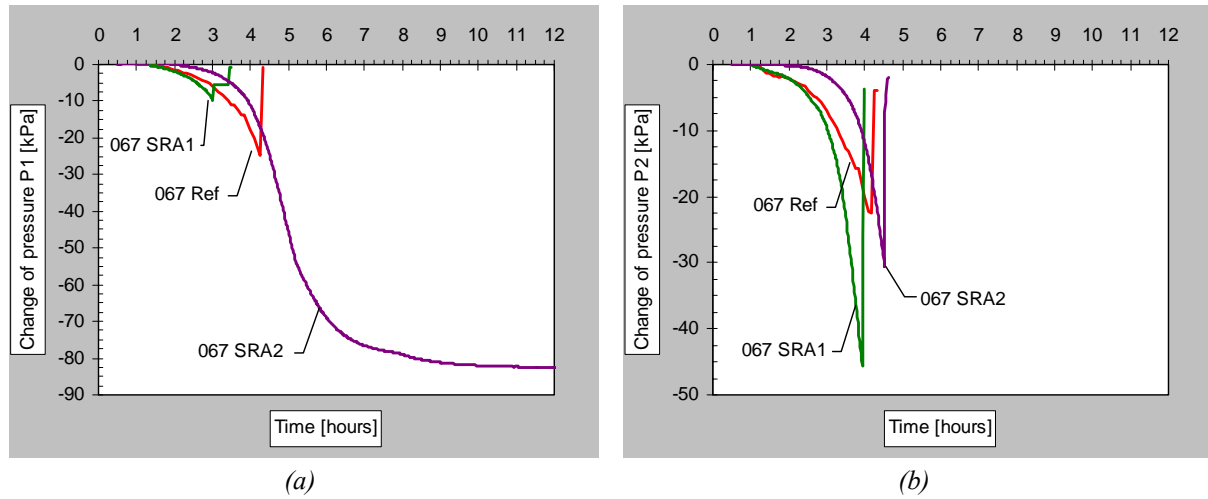 0 1 2 3 4 5 6 7 8 9 10 11 12
0
-10
-20
-30
-40
-50
-60
-70
-80
-90
Change of pressure P1 [kPa]
067 SRA1
067 Ref
067 SRA2
Time [hours]
(a)
0 1 2 3 4 5 6 7 8 9 10 11 12
0
-10
-20
-30
-40
-50
Change of pressure P2 [kPa]
067 Ref
067 SRA2
067 SRA1
Time [hours]
(b)